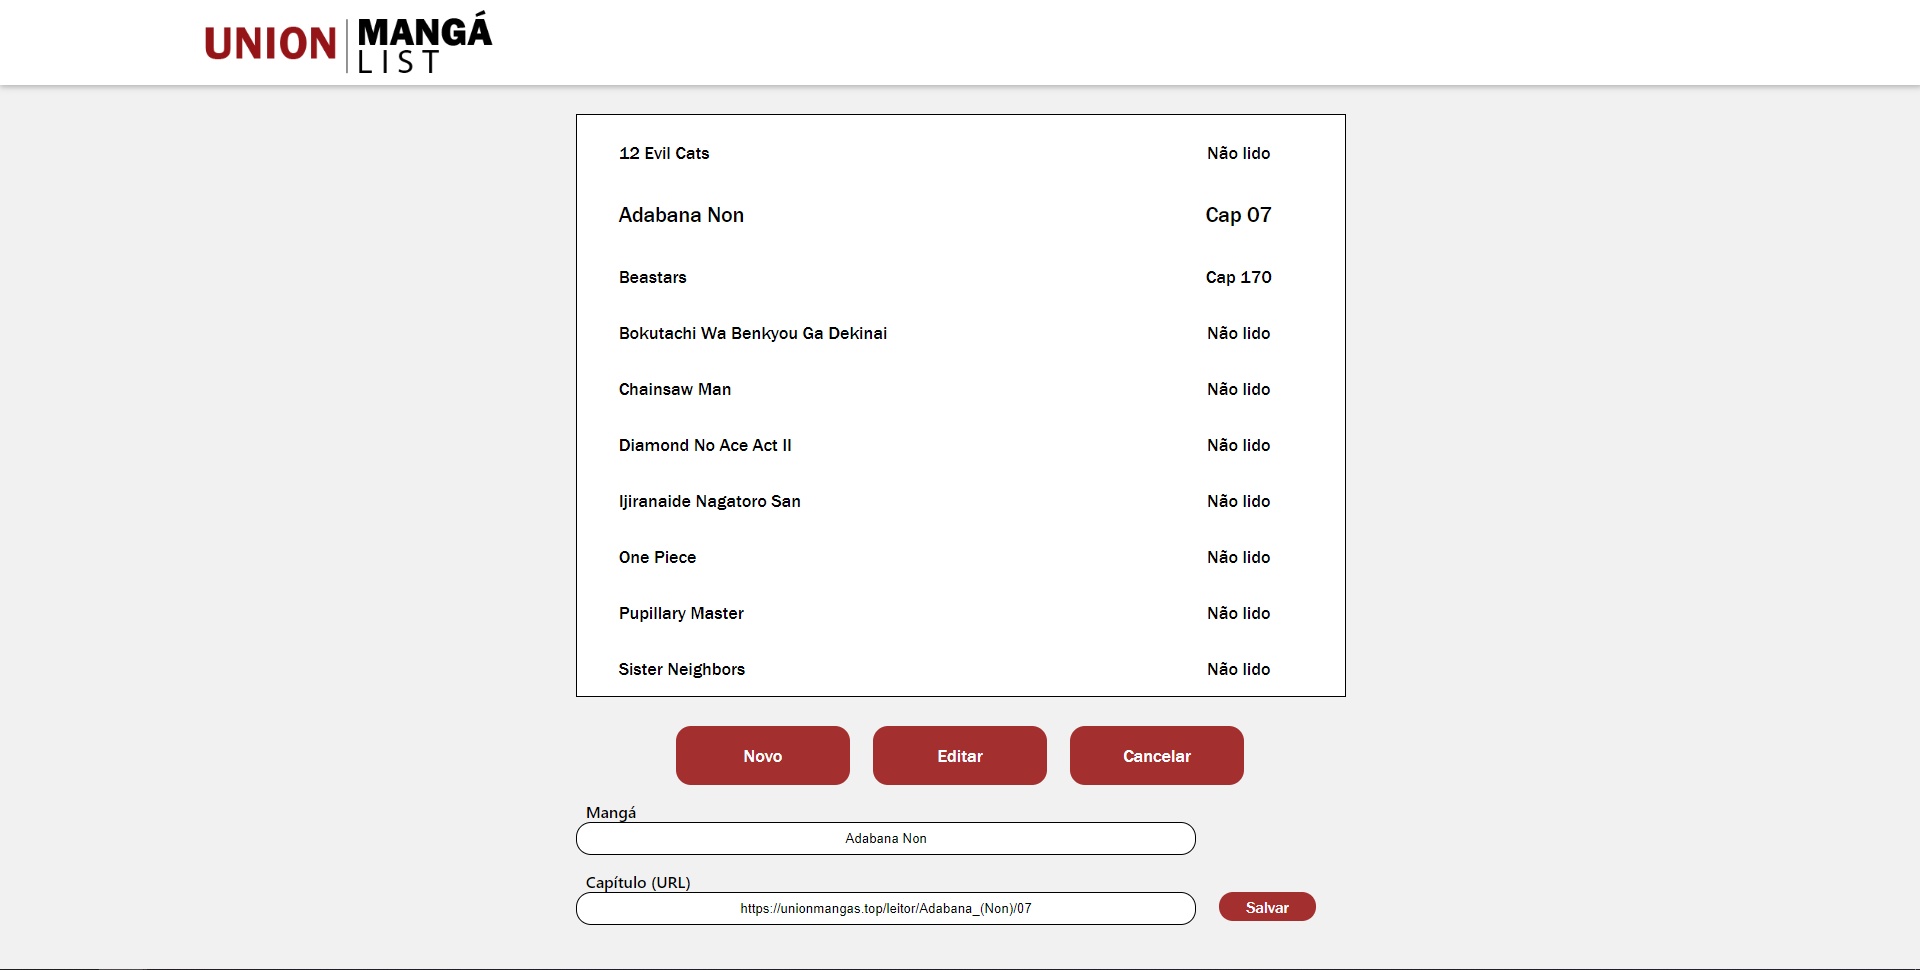 UNION MANGÁ
LIST
12 Evil Cats Não lido
Adabana Non Cap 07
Beastars Cap 170
Bokutachi Wa Benkyou Ga Dekinai Não lido
Chainsaw Man Não lido
Diamond No Ace Act II Não lido
Ijiranaide Nagatoro San Não lido
One Piece Não lido
Pupillary Master Não lido
Sister Neighbors Não lido
Novo Editar Cancelar
Mangá
Adabana Non
Capítulo (URL)
https://unionmangas.top/leitor/Adabana_(Non)/07 Salvar